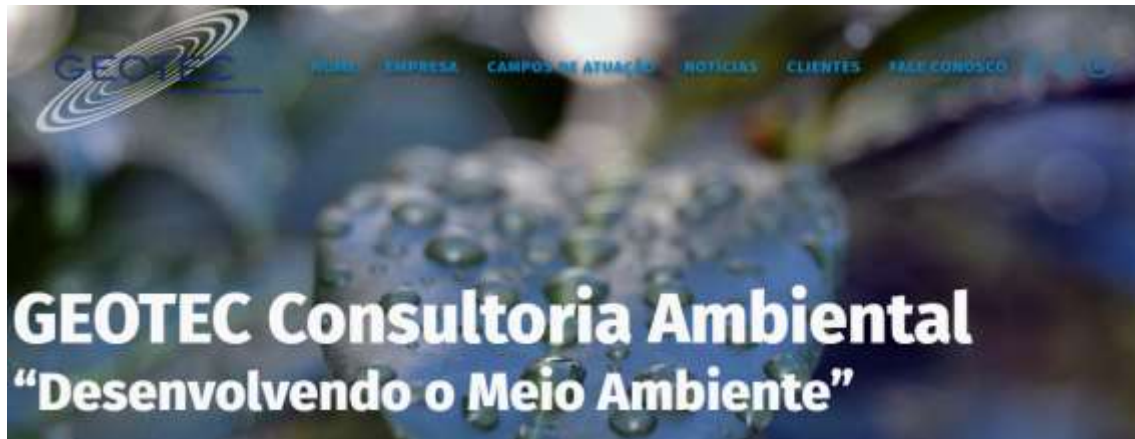 GEOTEC
HOME EMPRESA CAMPOS DE ATUAÇÃO NOTÍCIAS CLIENTES FALE CONOSCO
GEOTEC Consultoria Ambiental
“Desenvolvendo o Meio Ambiente”